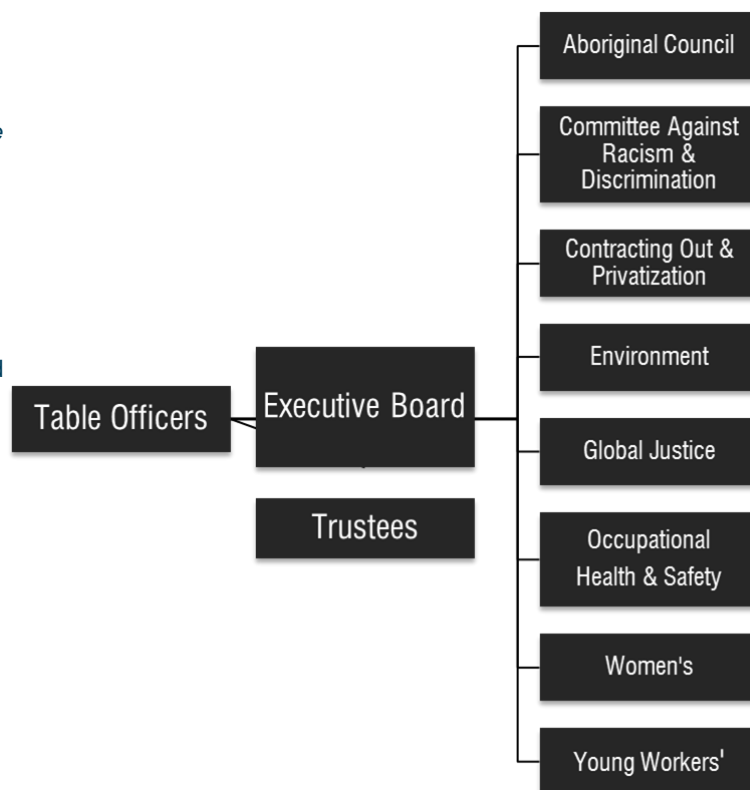 Table Officers
Executive Board
Trustees
Aboriginal Council
Committee Against
Racism &
Discrimination
Contracting Out &
Privatization
Environment
Global Justice
Occupational
Health & Safety
Women's
Young Workers'